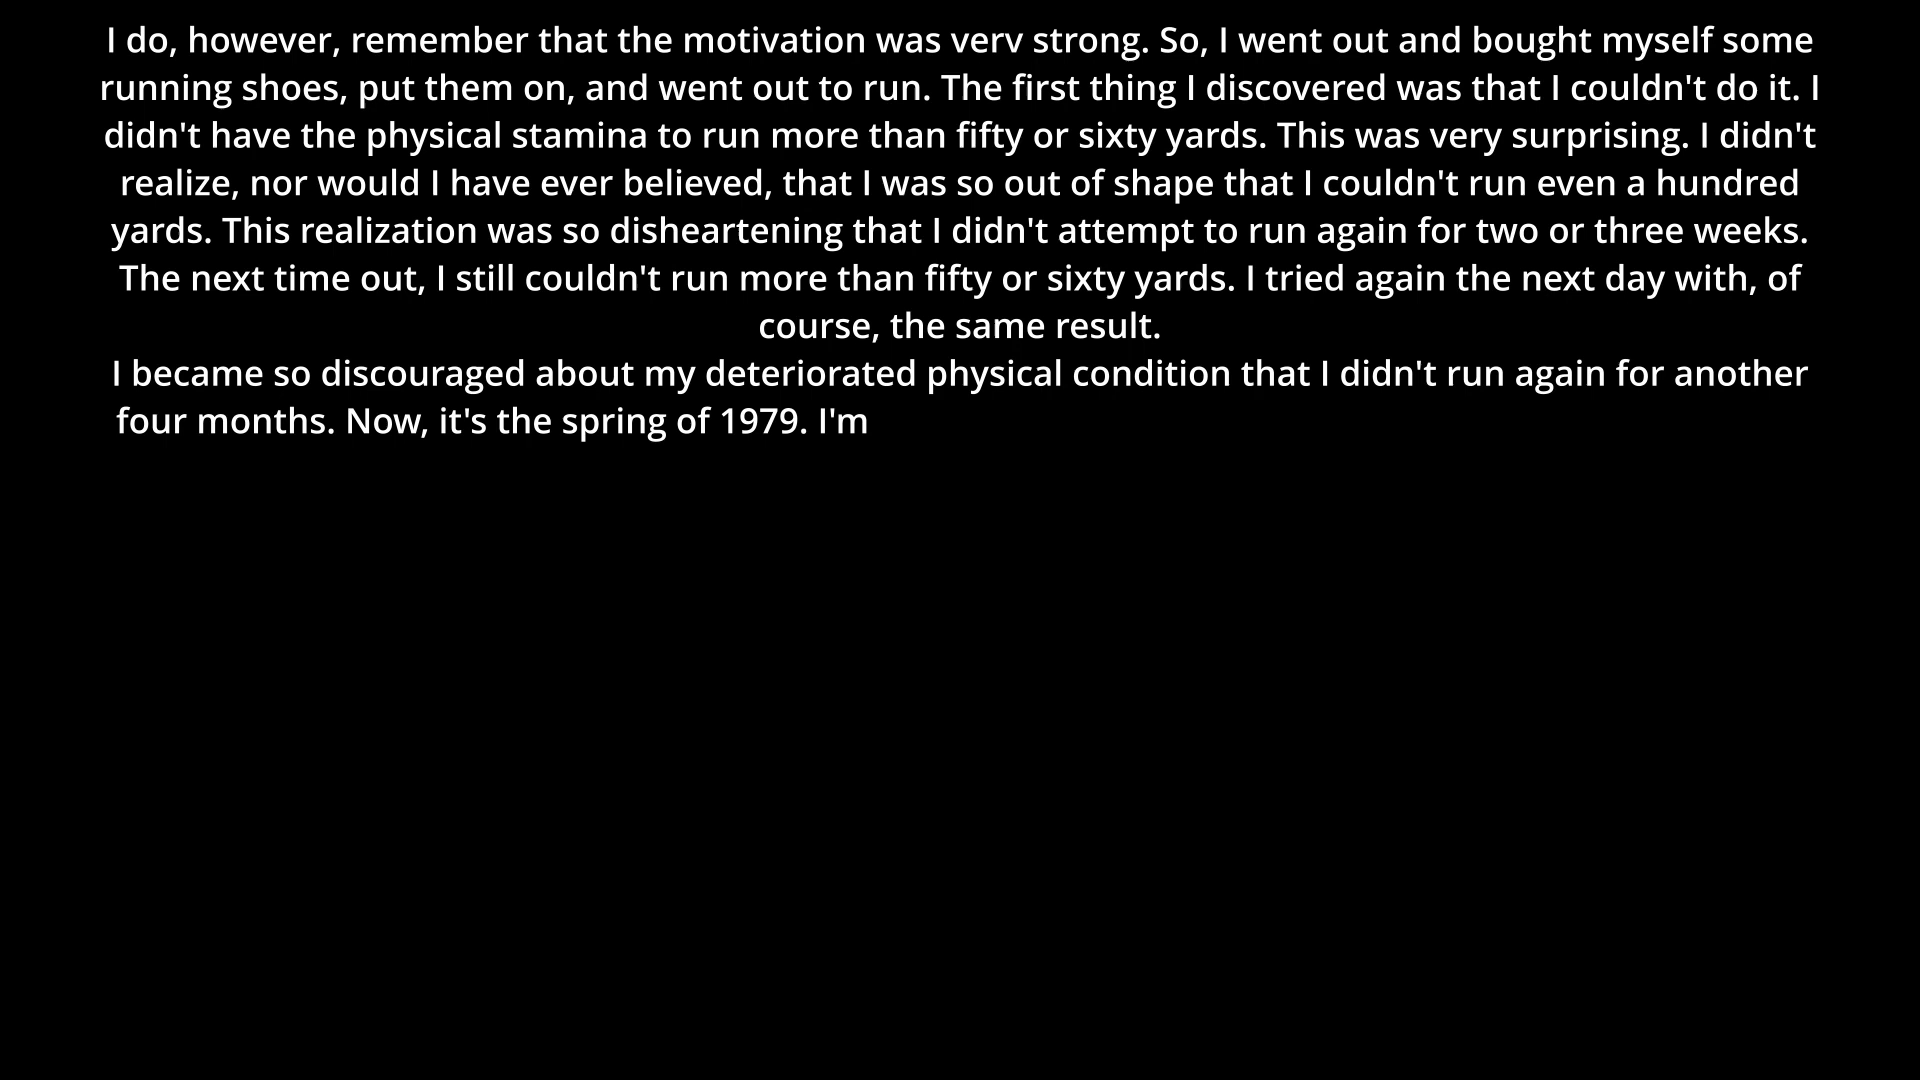 I do, however, remember that the motivation was verv strong. So, I went out and bought myself some
running shoes, put them on, and went out to run. The first thing I discovered was that I couldn't do it. I
didn't have the physical stamina to run more than fifty or sixty yards. This was very surprising. I didn't
realize, nor would I have ever believed, that I was so out of shape that I couldn't run even a hundred
yards. This realization was so disheartening that I didn't attempt to run again for two or three weeks.
The next time out, I still couldn't run more than fifty or sixty yards. I tried again the next day with, of
course, the same result.
I became so discouraged about my deteriorated physical condition that I didn't run again for another
four months. Now, it's the spring of 1979. I'm